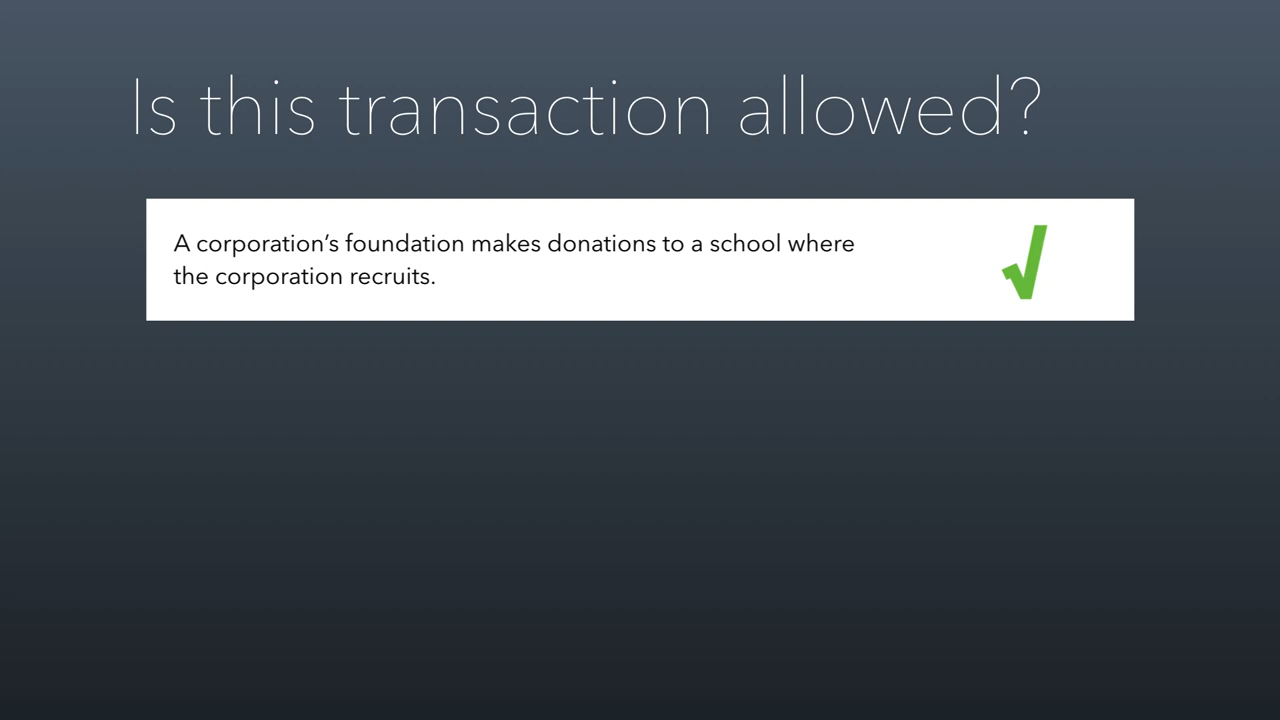 Is this transaction allowed?
A corporation’s foundation makes donations to a school where
the corporation recruits.